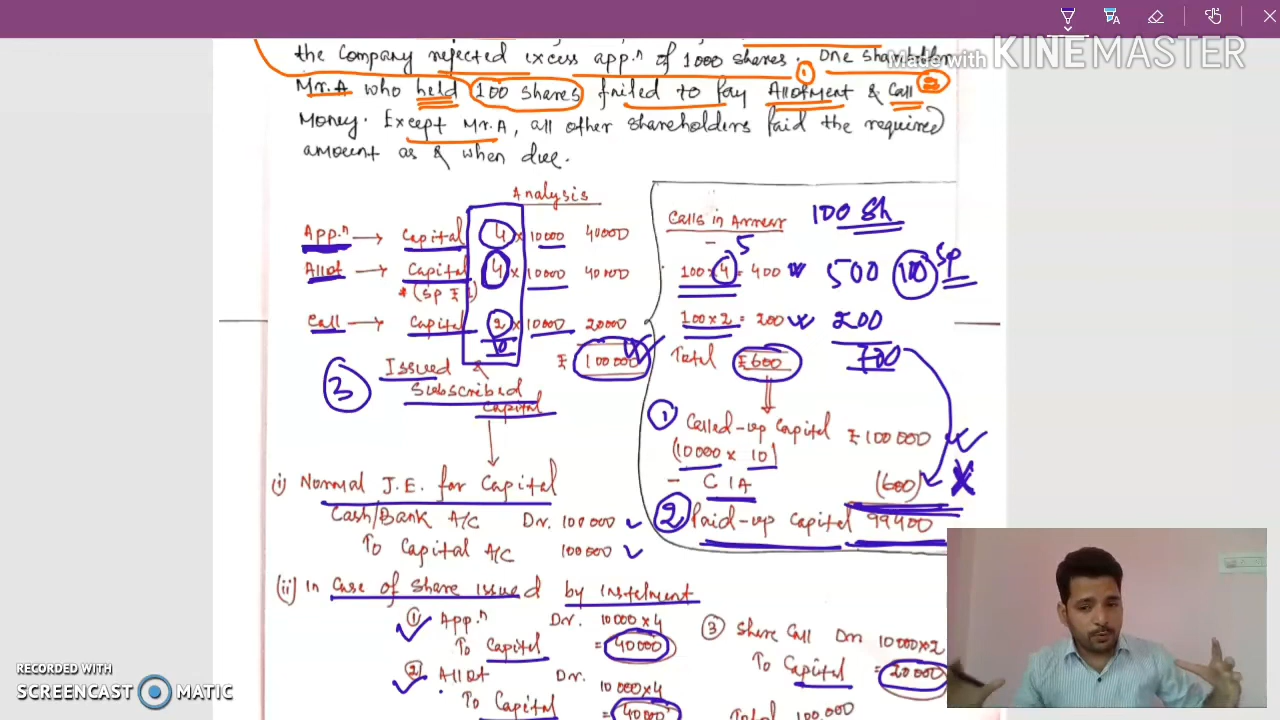 the Company rejected excess app.n of 1000 shares. One Shareholder
Mr. A who held 100 shares failed to pay Allotment & Call
Money. Except Mr. A, all other shareholders paid the required
amount as & when due.
Made with KINEMASTER
Analysis
App.n → Capital 4 × 10000 40000
Allot → Capital 4 × 10000 40000
* (SP ₹ 1)
Call → Capital 2 × 10000 20000
10
₹ 100000
3 Issued &
Subscribed
Capital
(i) Normal J.E. for Capital
Cash/Bank A/C Dr. 100000
To Capital A/C 100000
(ii) In Case of Share issued by Instelment
① App.n Dr. 10000×4
To Capital = 40000
② Allot Dr. 10000×4
To Capital = 40000
Calls in Arrear 100 Sh
5
100 × 4 = 400 500 100 SP
100 × 2 = 200 200
Total ₹600 700
1 Called-up Capital ₹100000
(10000 × 10)
- C I A (600)
2 Paid-up Capital 99400
③ Share Call Dr 10000×2
To Capital = 20000
Total 100,000
RECORDED WITH
SCREENCAST MATIC